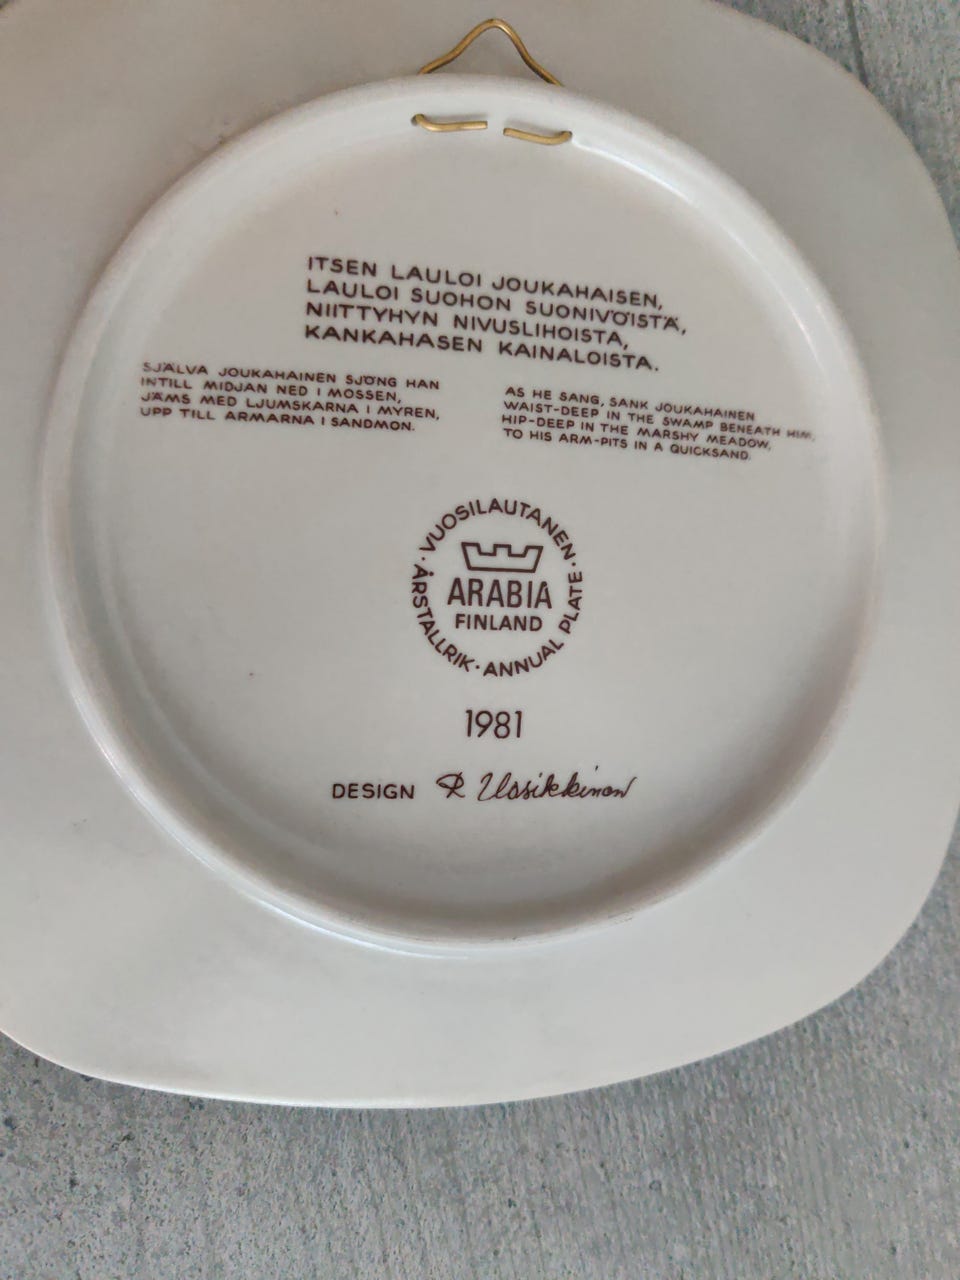 ITSEN LAULOI JOUKAHAISEN,
LAULOI SUOHON SUONIVÖISTÄ,
NIITTYHYN NIVUSLIHOISTA,
KANKAHASEN KAINALOISTA.
SJÄLVA JOUKAHAINEN SJÖNG HAN
INTILL MIDJAN NED I MOSSEN,
JÄMS MED LJUMSKARNA I MYREN,
UPP TILL ARMARNA I SANDMON.
AS HE SANG, SANK JOUKAHAINEN
WAIST-DEEP IN THE SWAMP BENEATH HIM,
HIP-DEEP IN THE MARSHY MEADOW,
TO HIS ARM-PITS IN A QUICKSAND.
· VUOSILAUTANEN ·
ARABIA
FINLAND
ÅRSTALLRIK · ANNUAL PLATE
1981
DESIGN R Uosikkinen